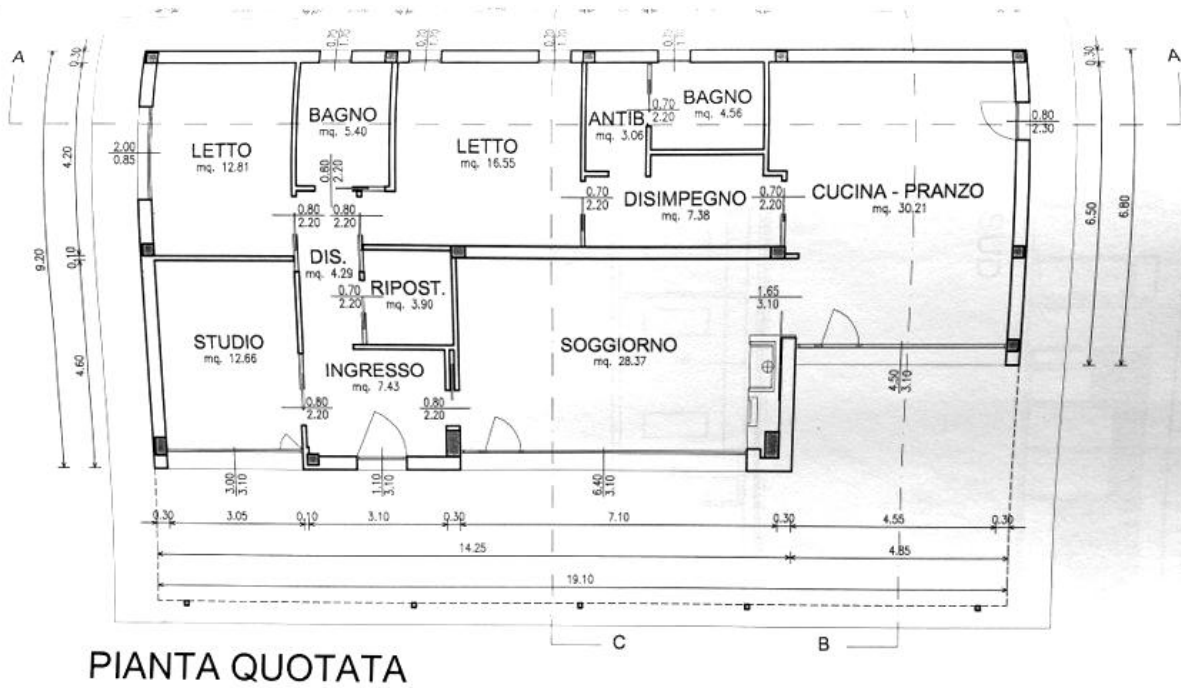 A
A
0.30
0.30
0.80
2.30
BAGNO
mq. 5.40
ANTIB.
mq. 3.06
0.70
2.20
BAGNO
mq. 4.56
2.00
0.85
LETTO
mq. 12.81
LETTO
mq. 16.55
4.20
2.20
0.80
2.20
0.80
2.20
0.70
2.20
DISIMPEGNO
mq. 7.38
0.70
2.20
CUCINA - PRANZO
mq. 30.21
6.50
6.80
9.20
0.10
DIS.
mq. 4.29
0.70
2.20
RIPOST.
mq. 3.90
1.65
3.10
STUDIO
mq. 12.66
4.60
INGRESSO
mq. 7.43
SOGGIORNO
mq. 28.37
0.80
2.20
0.80
2.20
4.50
3.10
3.00
3.10
1.10
3.10
6.40
3.10
0.30
3.05
0.10
3.10
0.30
7.10
0.30
4.55
0.30
14.25
4.85
19.10
C
B
PIANTA QUOTATA